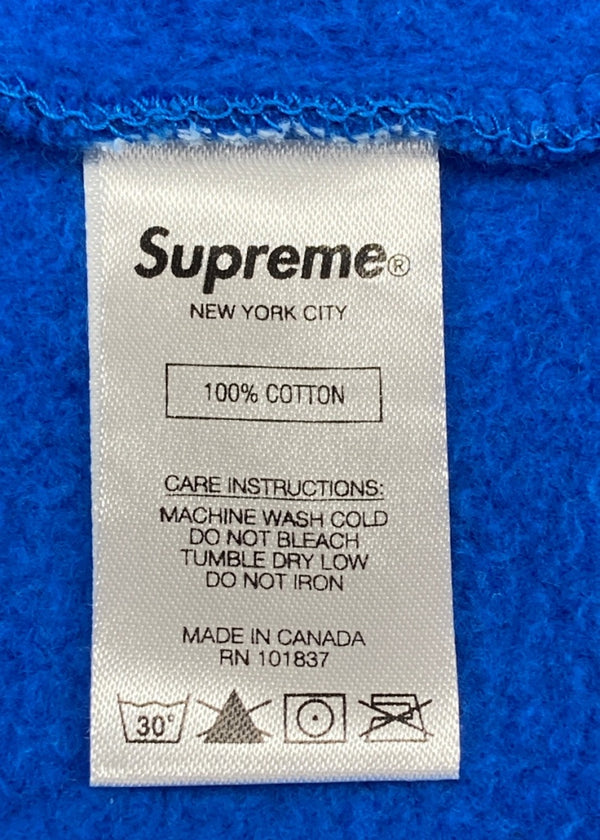 Supreme®
NEW YORK CITY
100% COTTON
CARE INSTRUCTIONS:
MACHINE WASH COLD
DO NOT BLEACH
TUMBLE DRY LOW
DO NOT IRON
MADE IN CANADA
RN 101837
30°